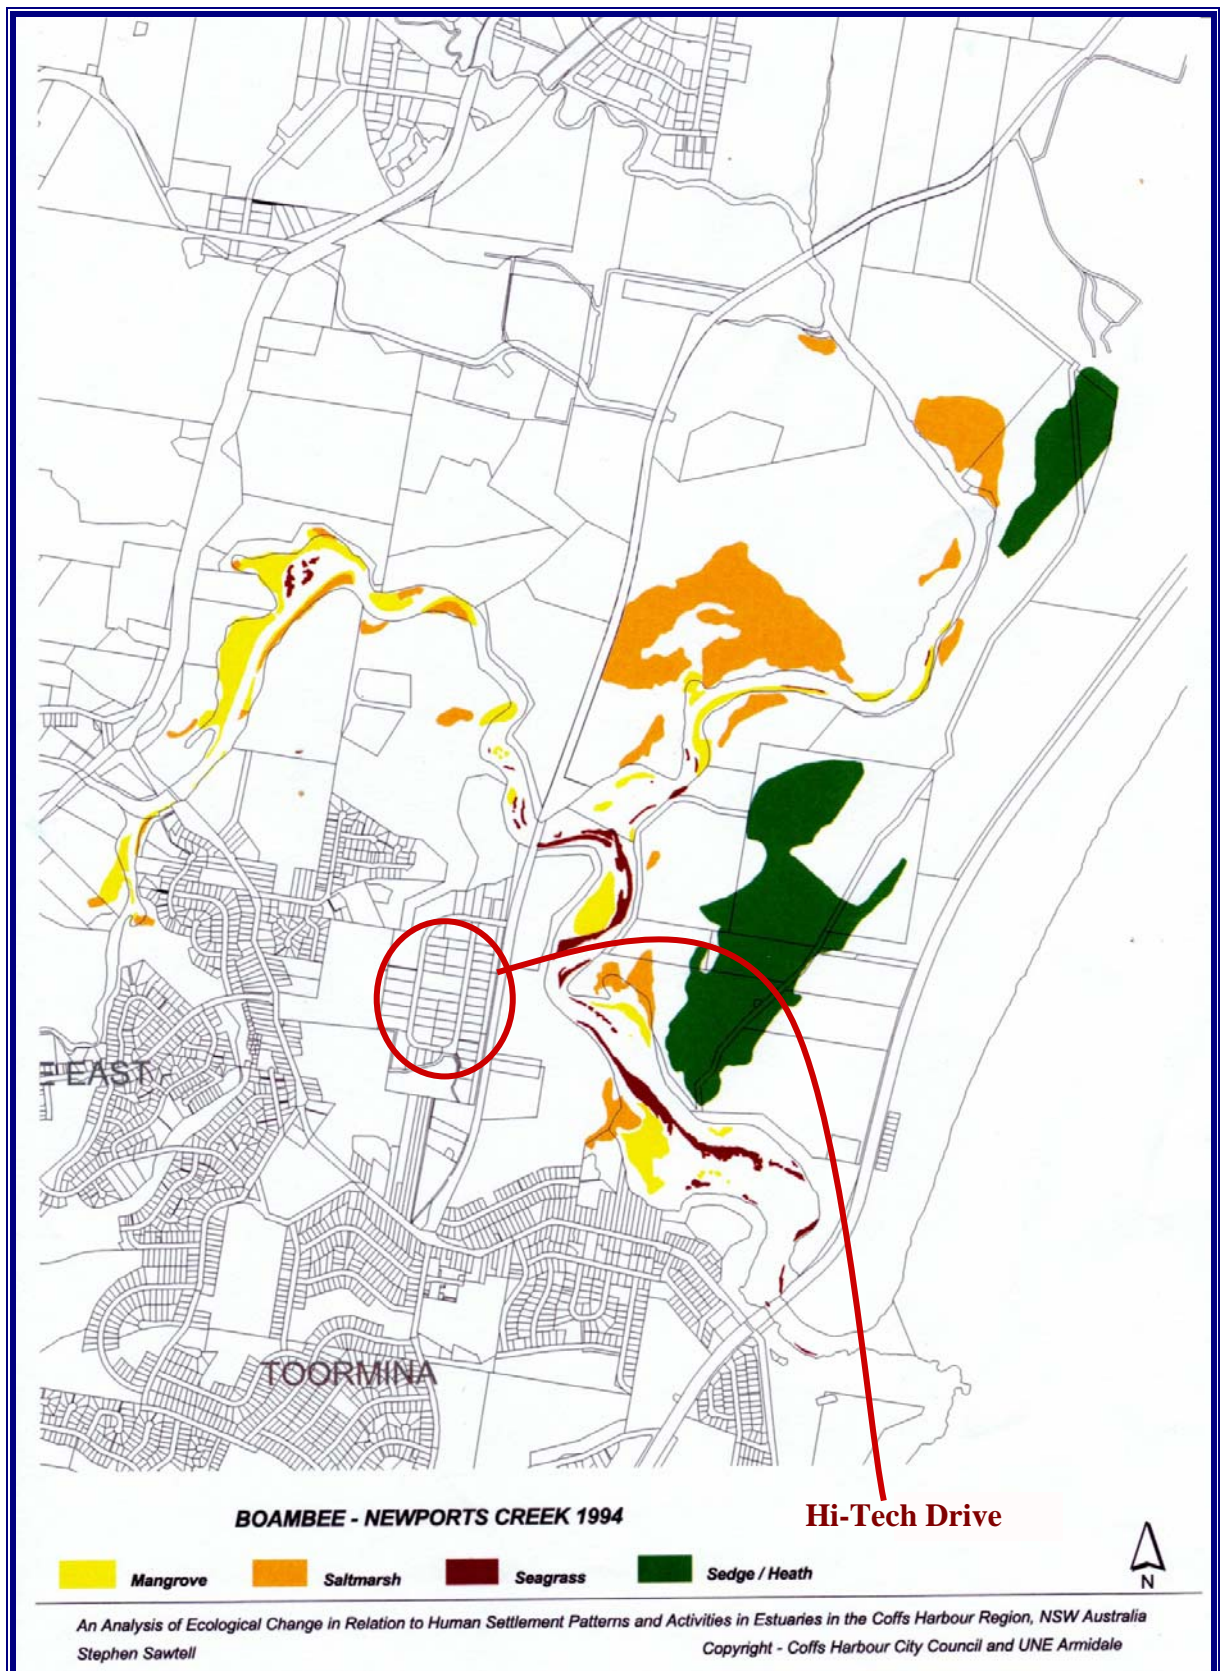 E EAST
TOORMINA
BOAMBEE - NEWPORTS CREEK 1994
Hi-Tech Drive
Mangrove
Saltmarsh
Seagrass
Sedge / Heath
N
An Analysis of Ecological Change in Relation to Human Settlement Patterns and Activities in Estuaries in the Coffs Harbour Region, NSW Australia
Stephen Sawtell
Copyright - Coffs Harbour City Council and UNE Armidale